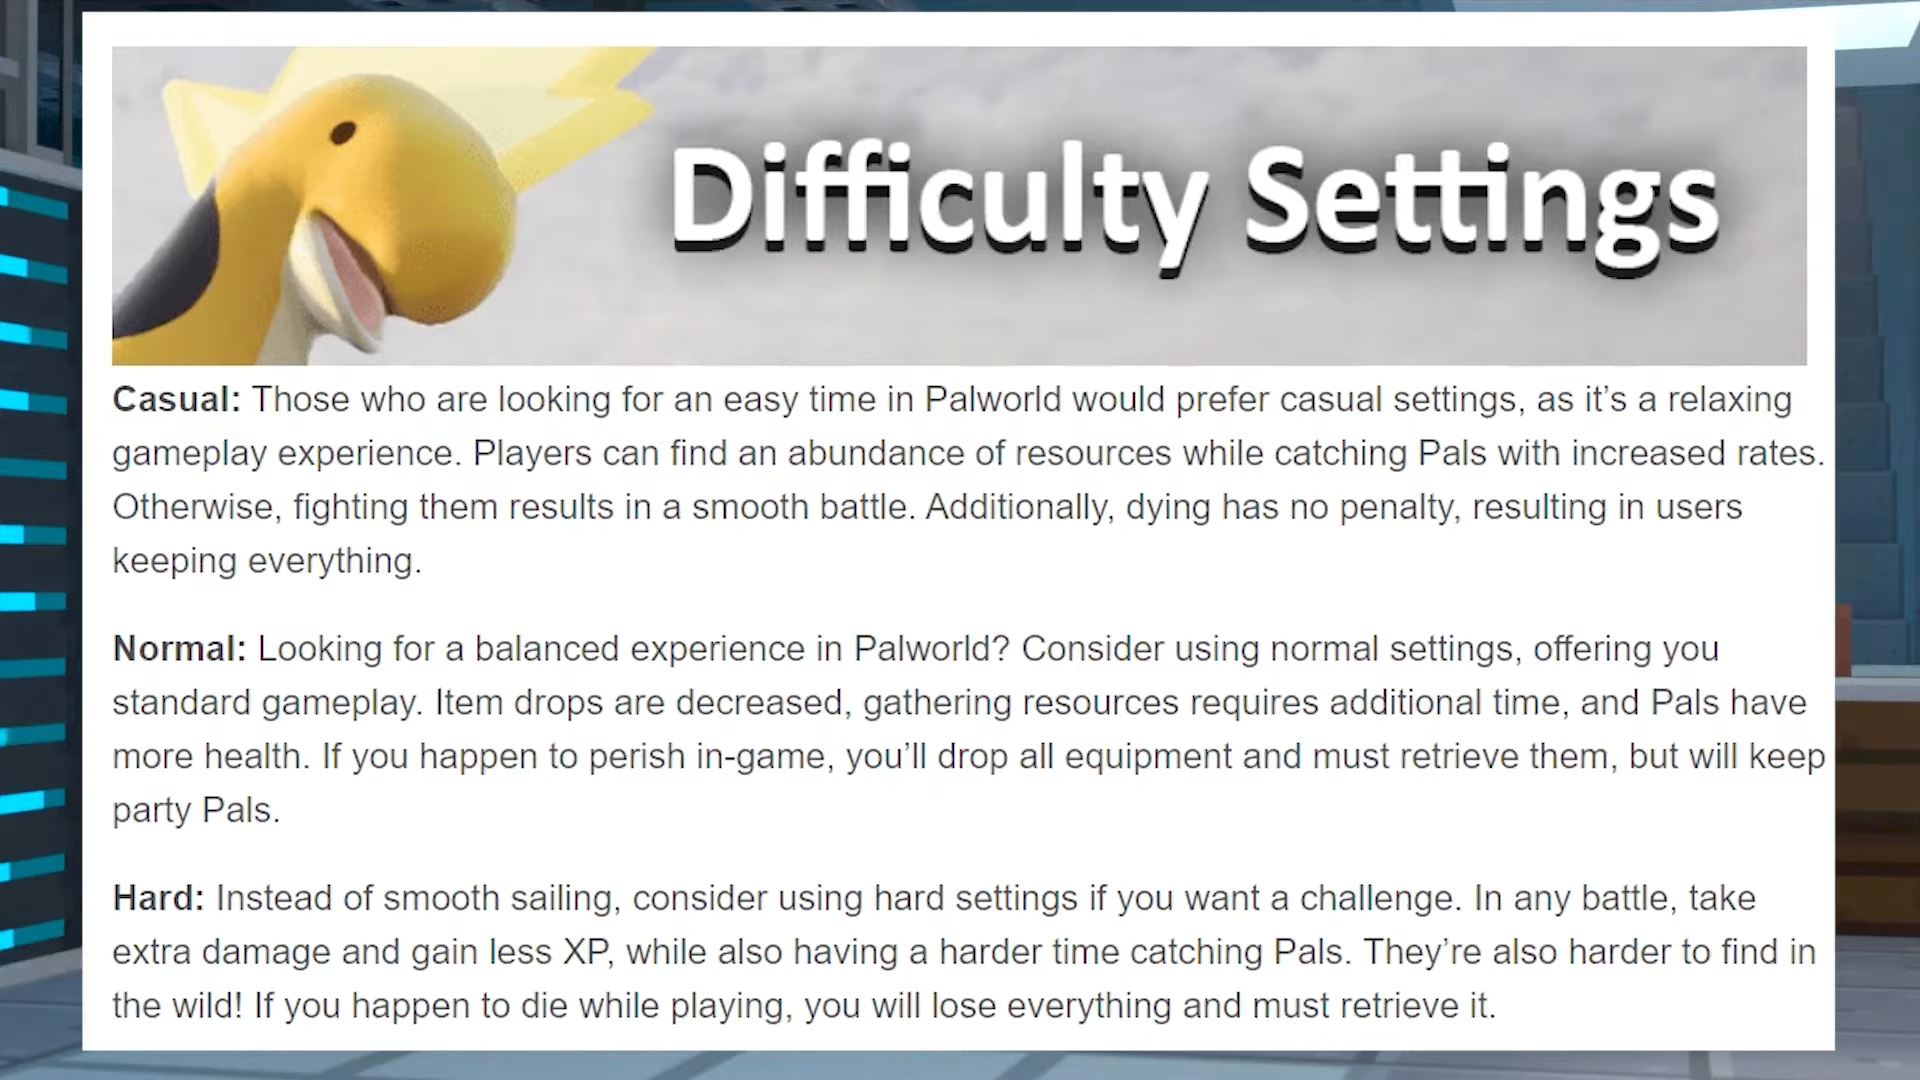 Difficulty Settings
Casual: Those who are looking for an easy time in Palworld would prefer casual settings, as it’s a relaxing
gameplay experience. Players can find an abundance of resources while catching Pals with increased rates.
Otherwise, fighting them results in a smooth battle. Additionally, dying has no penalty, resulting in users
keeping everything.
Normal: Looking for a balanced experience in Palworld? Consider using normal settings, offering you
standard gameplay. Item drops are decreased, gathering resources requires additional time, and Pals have
more health. If you happen to perish in-game, you’ll drop all equipment and must retrieve them, but will keep
party Pals.
Hard: Instead of smooth sailing, consider using hard settings if you want a challenge. In any battle, take
extra damage and gain less XP, while also having a harder time catching Pals. They’re also harder to find in
the wild! If you happen to die while playing, you will lose everything and must retrieve it.